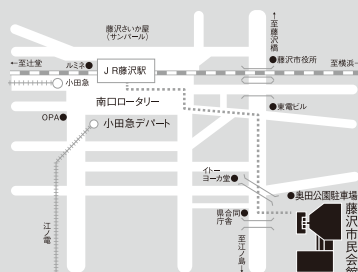 藤沢さいか屋
(サンパール)
至藤沢橋
←至辻堂
ルミネ
JR藤沢駅
藤沢市役所
至横浜→
小田急
南口ロータリー
OPA
小田急デパート
東電ビル
イトー
ヨーカ堂
奥田公園駐車場
県合同
庁舎
藤沢市民会館
江ノ電
至江ノ島